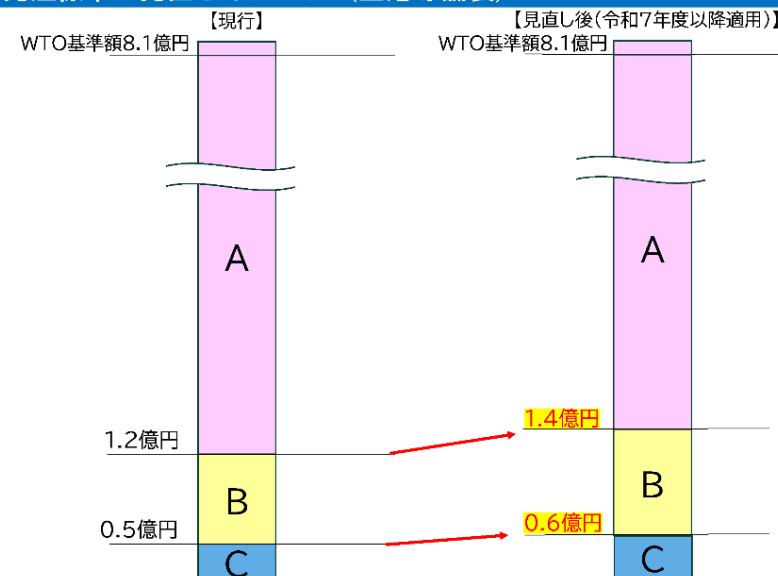 【現行】
WTO基準額8.1億円
A
1.2億円
B
0.5億円
C
【見直し後(令和7年度以降適用)】
WTO基準額8.1億円
A
1.4億円
B
0.6億円
C